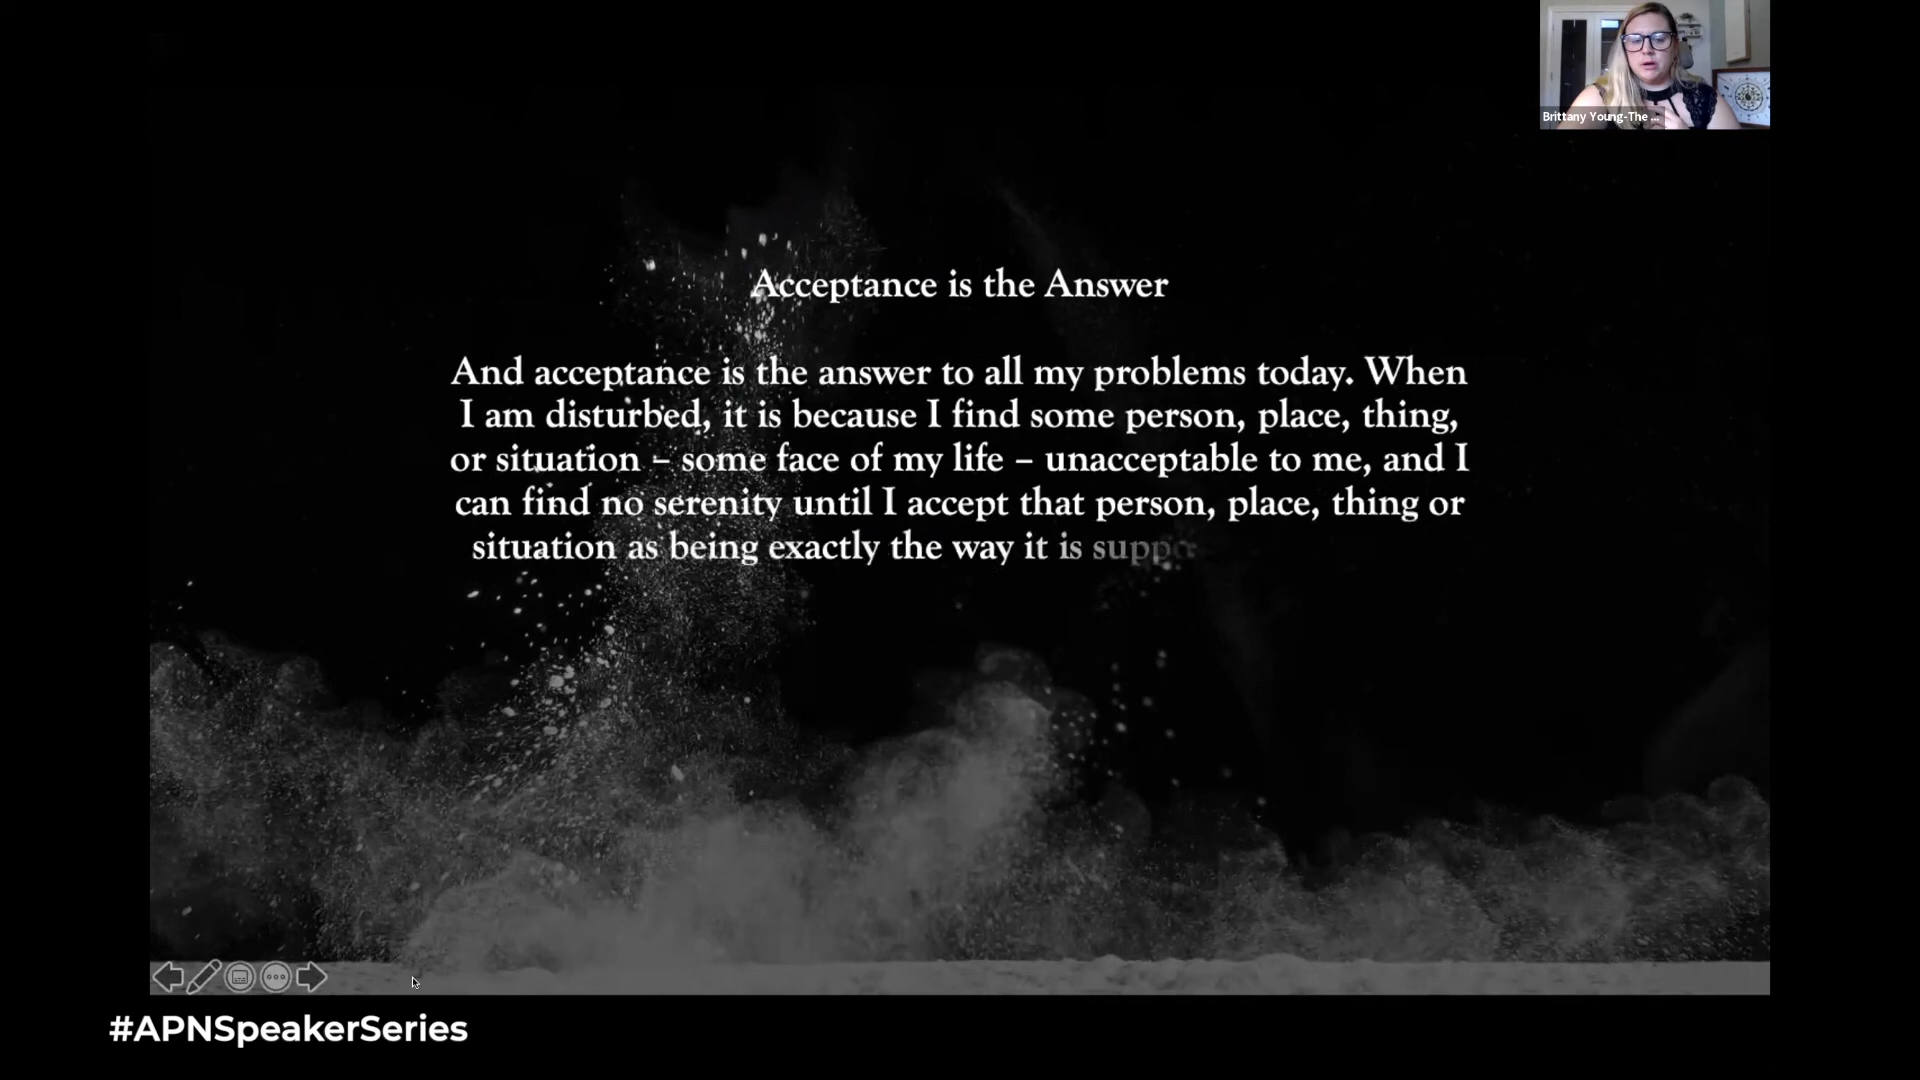 Brittany Young-The ...
Acceptance is the Answer
And acceptance is the answer to all my problems today. When
I am disturbed, it is because I find some person, place, thing,
or situation – some face of my life – unacceptable to me, and I
can find no serenity until I accept that person, place, thing or
situation as being exactly the way it is suppo
#APNSpeakerSeries